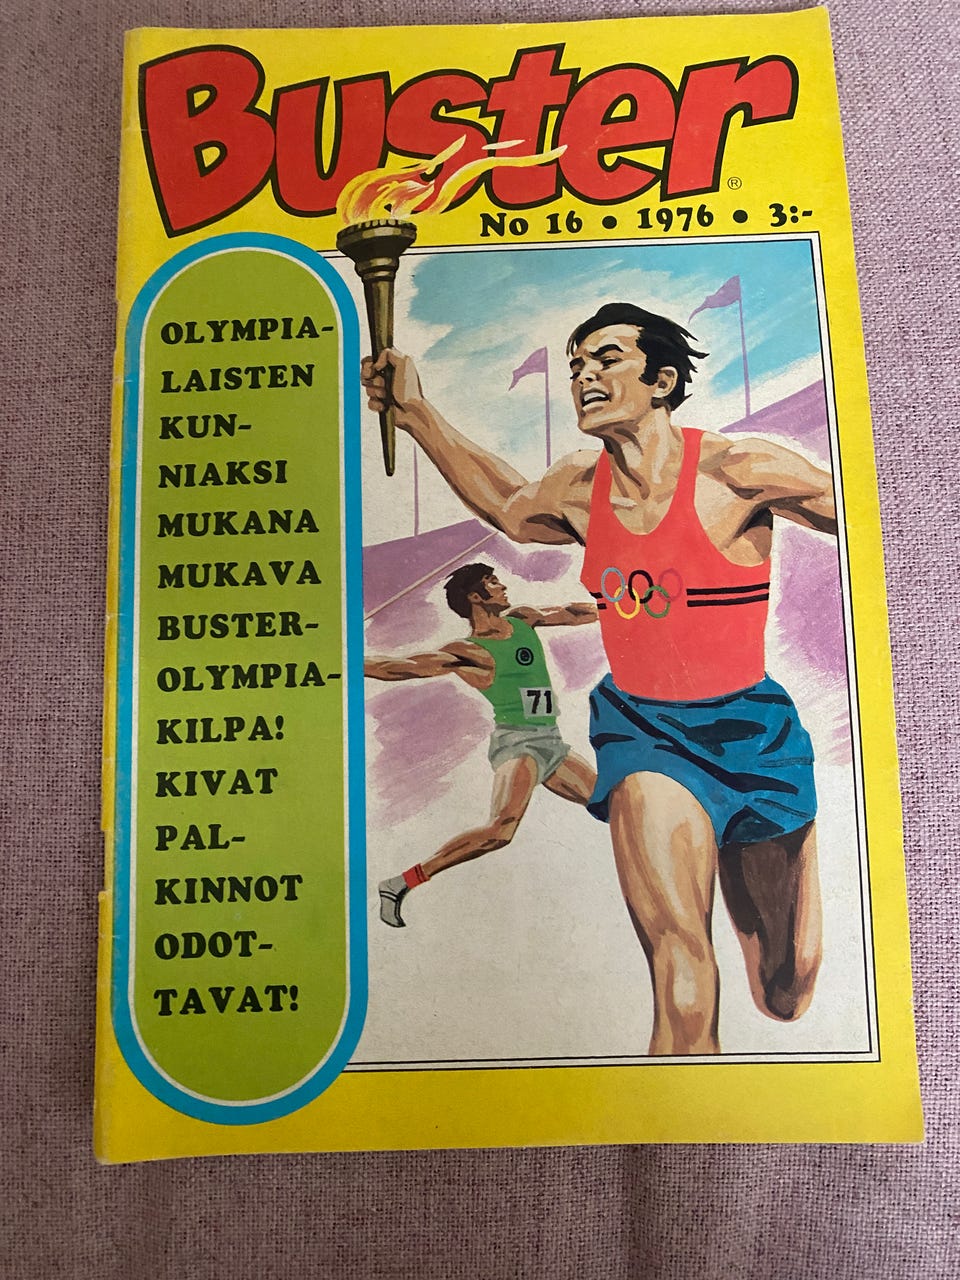 Buster
®
No 16 • 1976 • 3:-
OLYMPIA-
LAISTEN
KUN-
NIAKSI
MUKANA
MUKAVA
BUSTER-
OLYMPIA-
KILPA!
KIVAT
PAL-
KINNOT
ODOT-
TAVAT!
71